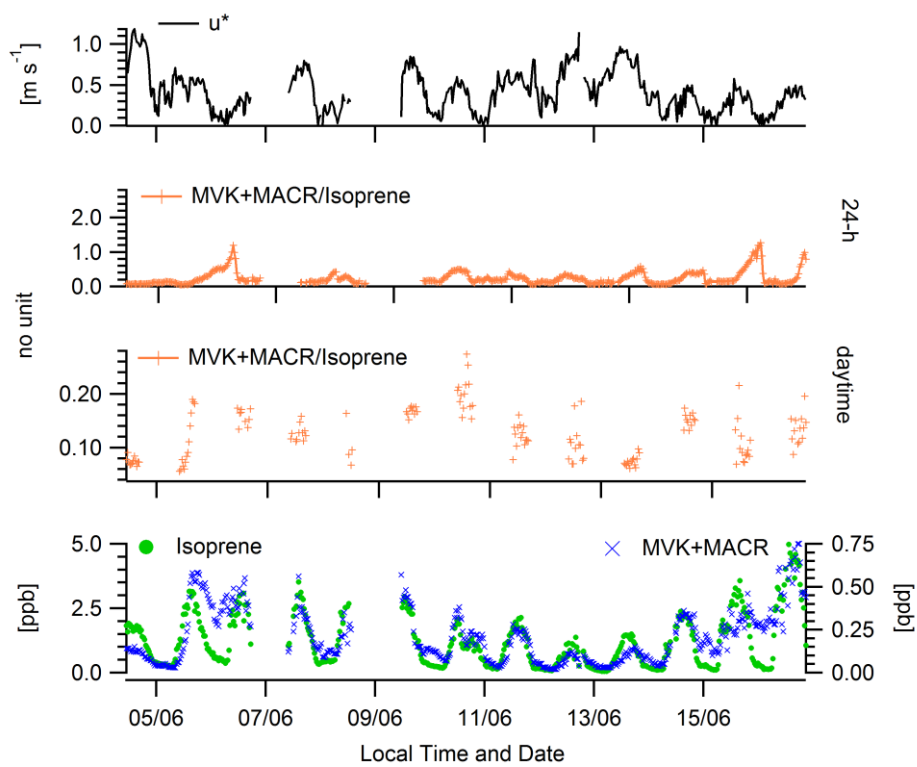 u*
[m s-1]
1.0
0.5
0.0
MVK+MACR/Isoprene
24-h
2.0
1.0
0.0
no unit
MVK+MACR/Isoprene
daytime
0.20
0.10
Isoprene
MVK+MACR
5.0
2.5
0.0
[ppb]
0.75
0.50
0.25
0.00
[ppb]
05/06 07/06 09/06 11/06 13/06 15/06
Local Time and Date